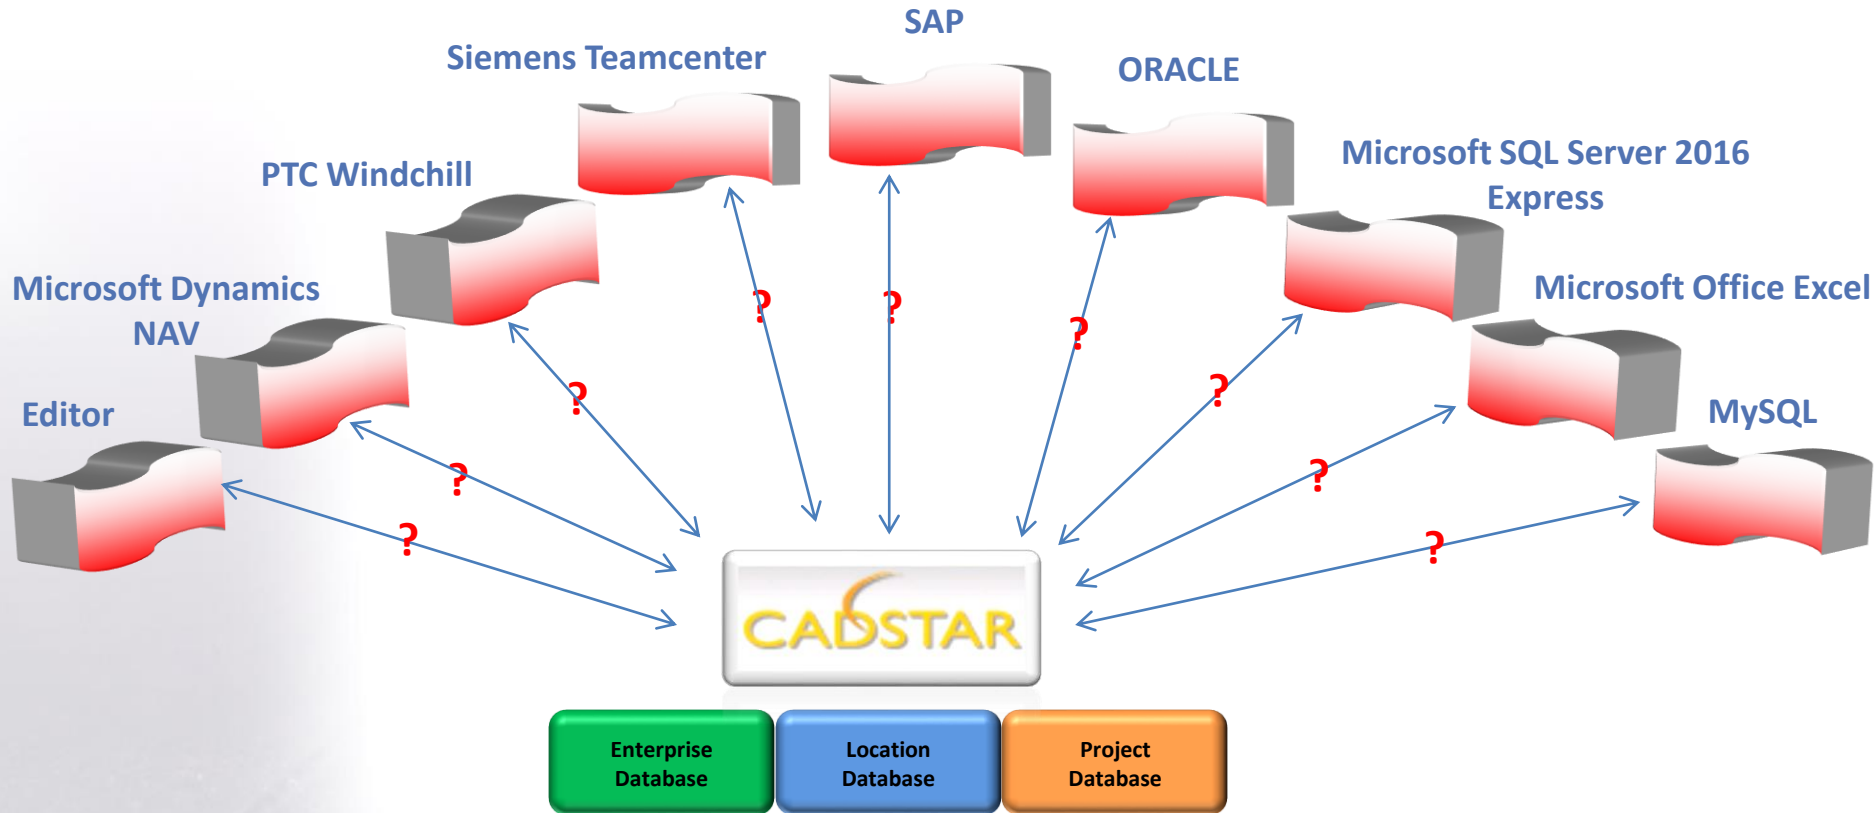 SAP
Siemens Teamcenter
ORACLE
PTC Windchill
Microsoft SQL Server 2016
Express
Microsoft Dynamics
NAV
Microsoft Office Excel
Editor
MySQL
?
?
?
?
?
?
?
?
?
CADSTAR
Enterprise
Database
Location
Database
Project
Database